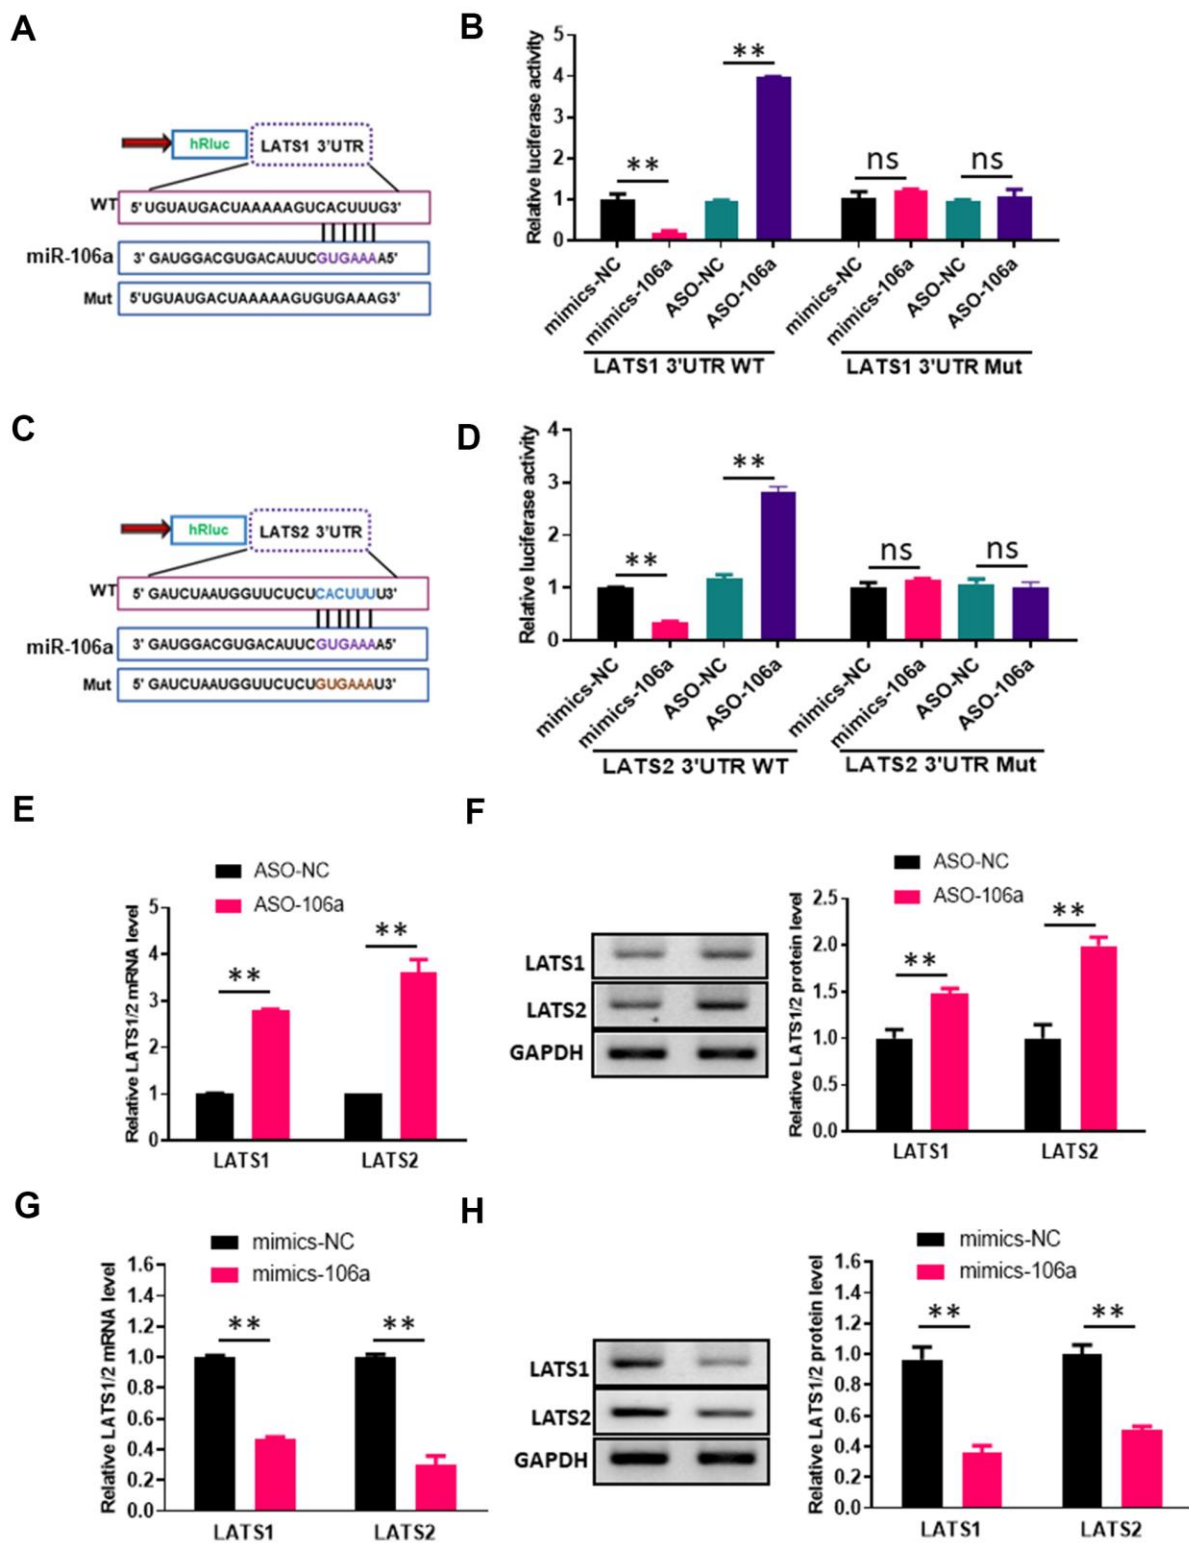 A
hRluc
LATS1 3'UTR
WT
5'UGUAUGACUAAAAAGUCACUUUG3'
miR-106a
3' GAUGGACGUGACAUUCGUGAAAA5'
Mut
5'UGUAUGACUAAAAAGUGUGAAAG3'
B
Relative luciferase activity
5
4
3
2
1
0
**
**
ns
ns
mimics-NC
mimics-106a
ASO-NC
ASO-106a
mimics-NC
mimics-106a
ASO-NC
ASO-106a
LATS1 3'UTR WT
LATS1 3'UTR Mut
C
hRluc
LATS2 3'UTR
WT
5' GAUCUAAUGGUUCUCUCACUUUU3'
miR-106a
3' GAUGGACGUGACAUUCGUGAAAA5'
Mut
5' GAUCUAAUGGUUCUCUGUGAAAU3'
D
Relative luciferase activity
4
3
2
1
0
**
**
ns
ns
mimics-NC
mimics-106a
ASO-NC
ASO-106a
mimics-NC
mimics-106a
ASO-NC
ASO-106a
LATS2 3'UTR WT
LATS2 3'UTR Mut
E
ASO-NC
ASO-106a
Relative LATS1/2 mRNA level
5
4
3
2
1
0
**
**
LATS1
LATS2
F
LATS1
LATS2
GAPDH
ASO-NC
ASO-106a
Relative LATS1/2 protein level
2.5
2.0
1.5
1.0
0.5
0.0
**
**
LATS1
LATS2
G
mimics-NC
mimics-106a
Relative LATS1/2 mRNA level
1.6
1.4
1.2
1.0
0.8
0.6
0.4
0.2
0.0
**
**
LATS1
LATS2
H
LATS1
LATS2
GAPDH
mimics-NC
mimics-106a
Relative LATS1/2 protein level
1.6
1.4
1.2
1.0
0.8
0.6
0.4
0.2
0.0
**
**
LATS1
LATS2